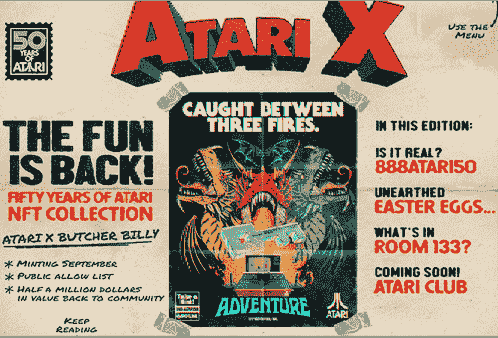 ATARI X
50
YEARS
OF
ATARI
USE THE
MENU
THE FUN
IS BACK!
FIFTY YEARS OF ATARI
NFT COLLECTION
ATARI X BUTCHER BILLY
* MINTING SEPTEMBER
* PUBLIC ALLOW LIST
* HALF A MILLION DOLLARS
IN VALUE BACK TO COMMUNITY
KEEP
READING
CAUGHT BETWEEN
THREE FIRES.
ADVENTURE
ATARI
IN THIS EDITION:
IS IT REAL?
888ATARI50
UNEARTHED
EASTER EGGS...
WHAT'S IN
ROOM 133?
COMING SOON!
ATARI CLUB